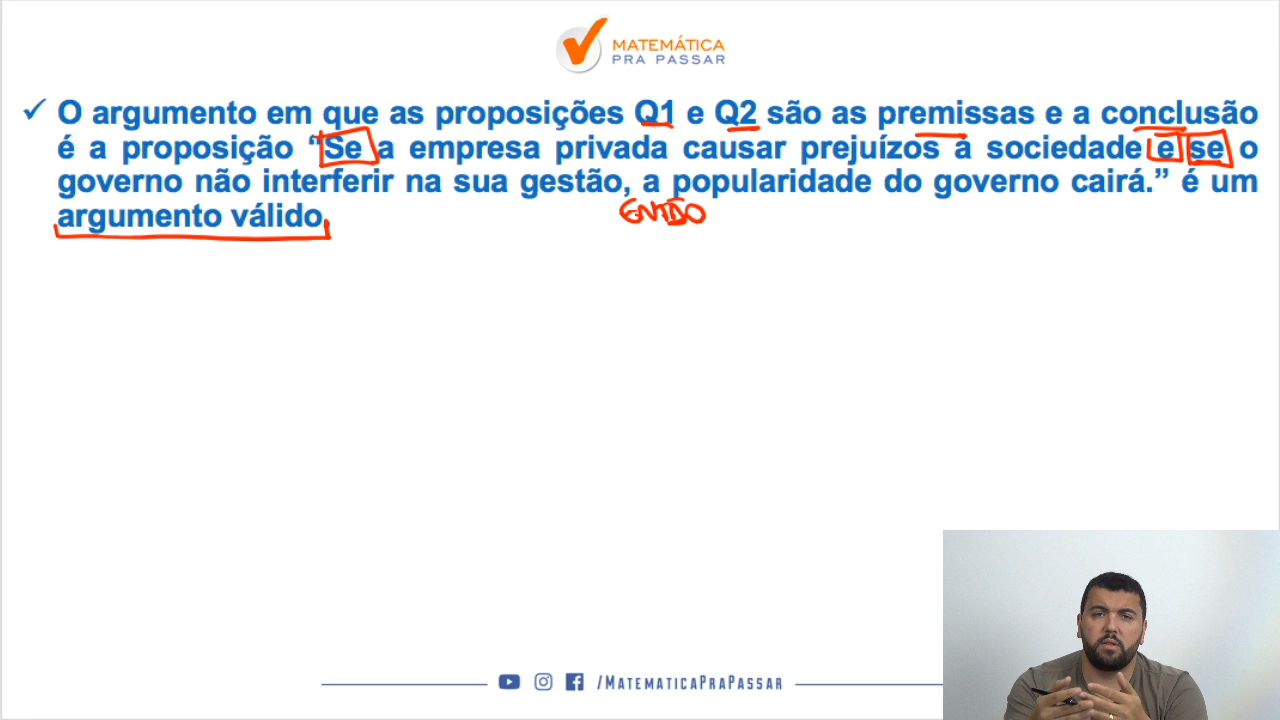 MATEMÁTICA
PRA PASSAR
✓ O argumento em que as proposições Q1 e Q2 são as premissas e a conclusão
é a proposição “Se a empresa privada causar prejuízos à sociedade e se o
governo não interferir na sua gestão, a popularidade do governo cairá.” é um
ENTÃO
argumento válido.
/MATEMATICAPRAPASSAR